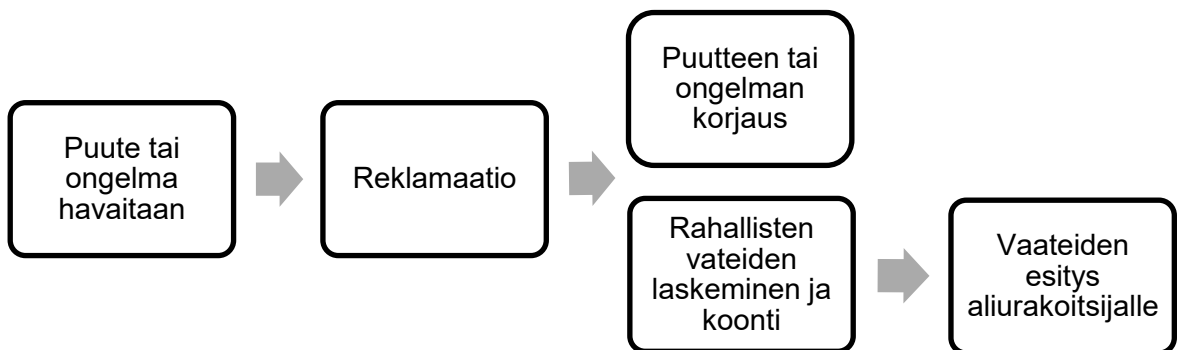 Puute tai
ongelma
havaitaan
Reklamaatio
Puutteen tai
ongelman
korjaus
Rahallisten
vateiden
laskeminen ja
koonti
Vaateiden
esitys
aliurakoitsijalle